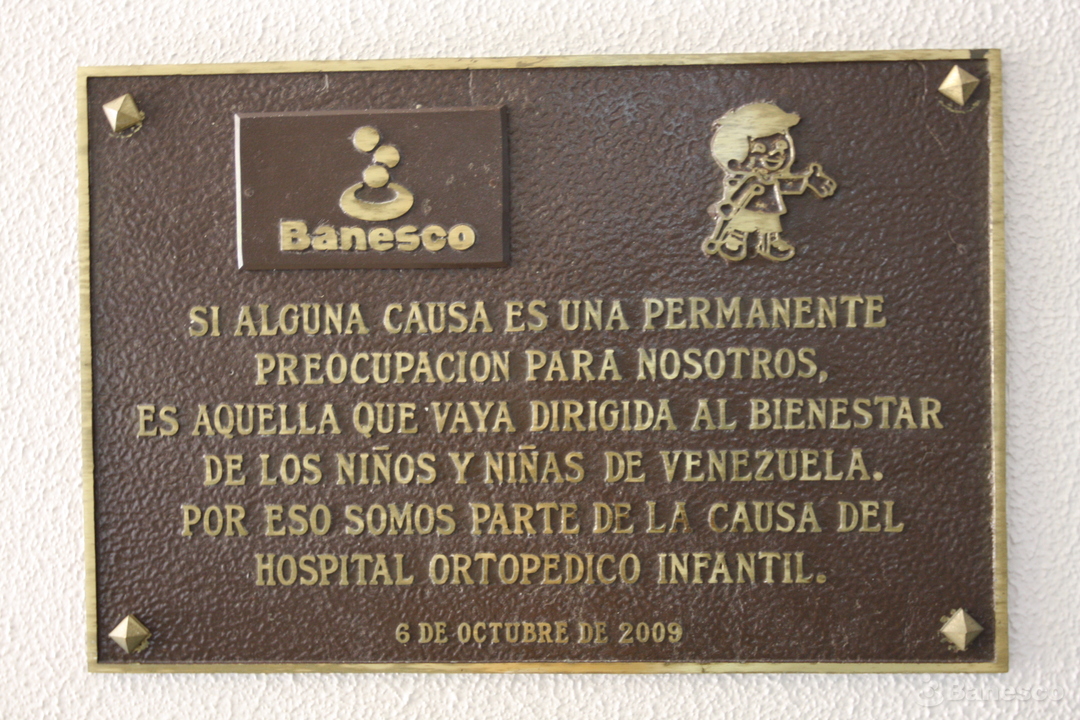 Banesco
SI ALGUNA CAUSA ES UNA PERMANENTE
PREOCUPACION PARA NOSOTROS,
ES AQUELLA QUE VAYA DIRIGIDA AL BIENESTAR
DE LOS NIÑOS Y NIÑAS DE VENEZUELA.
POR ESO SOMOS PARTE DE LA CAUSA DEL
HOSPITAL ORTOPEDICO INFANTIL.
6 DE OCTUBRE DE 2009
Banesco